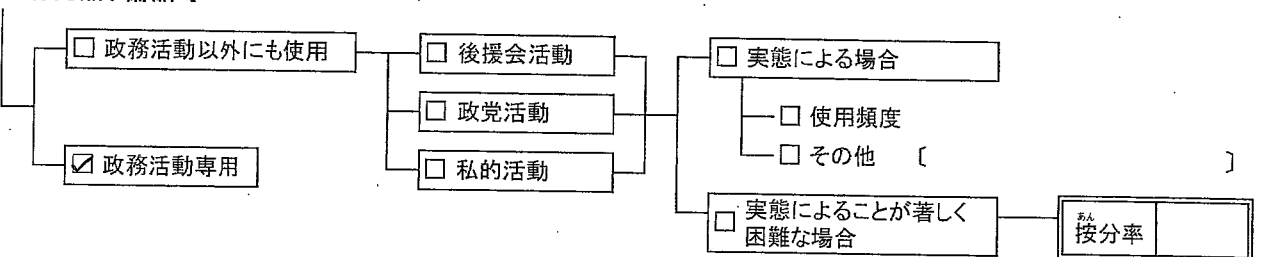 ☐ 政務活動以外にも使用
☐ 後援会活動
☐ 実態による場合
☐ 政党活動
☐ 使用頻度
☑ 政務活動専用
☐ 私的活動
☐ その他 〔 〕
☐ 実態によることが著しく
困難な場合
あん
按分率